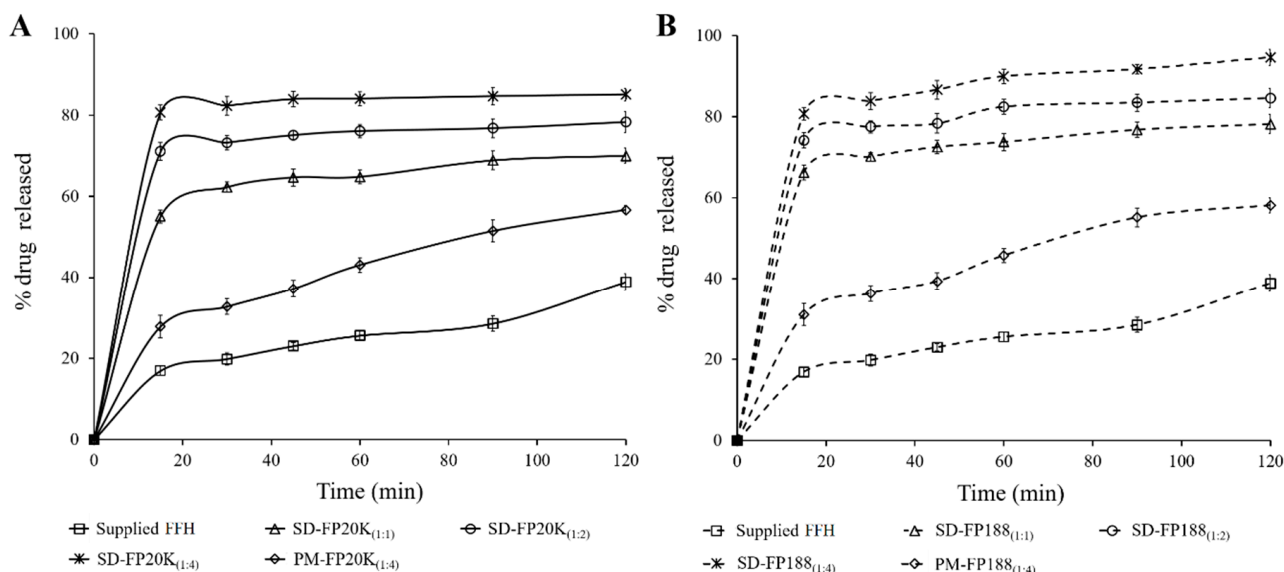 A
% drug released
100
80
60
40
20
0
0 20 40 60 80 100 120
Time (min)
Supplied FFH SD-FP20K(1:1) SD-FP20K(1:2)
SD-FP20K(1:4) PM-FP20K(1:4)
B
% drug released
100
80
60
40
20
0
0 20 40 60 80 100 120
Time (min)
Supplied FFH SD-FP188(1:1) SD-FP188(1:2)
SD-FP188(1:4) PM-FP188(1:4)